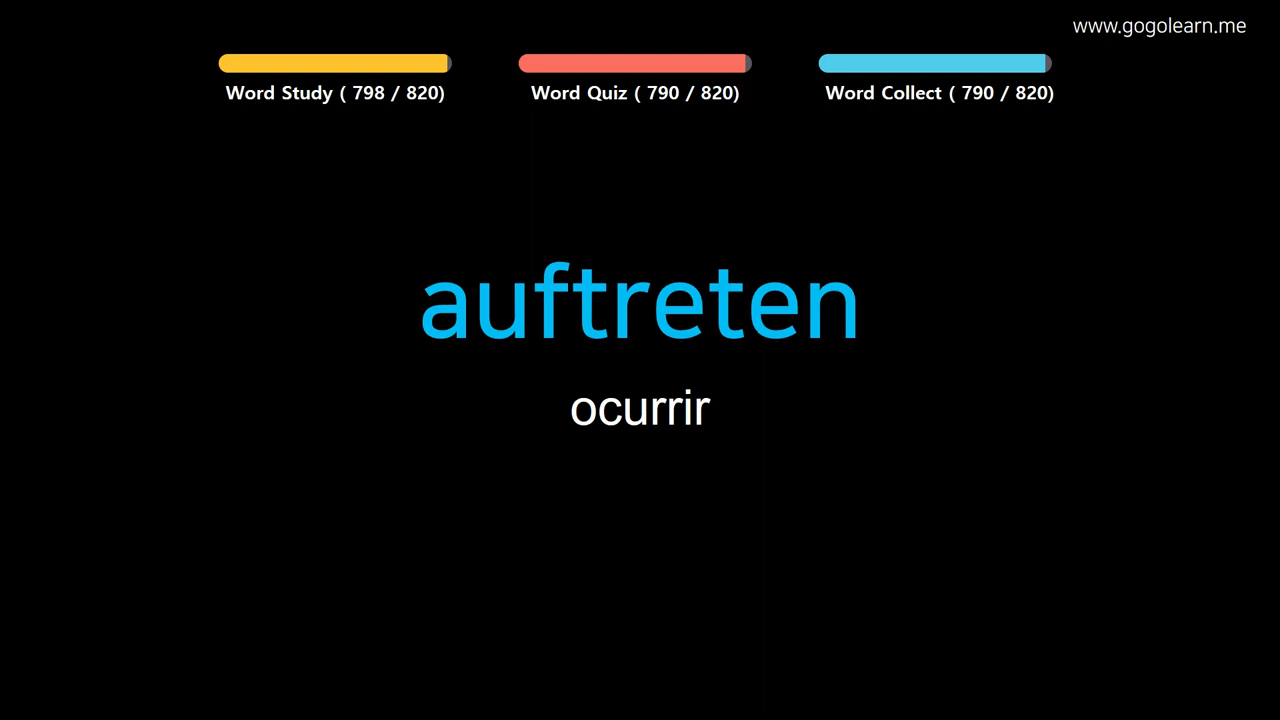 www.gogolearn.me
Word Study ( 798 / 820)
Word Quiz ( 790 / 820)
Word Collect ( 790 / 820)
auftreten
ocurrir